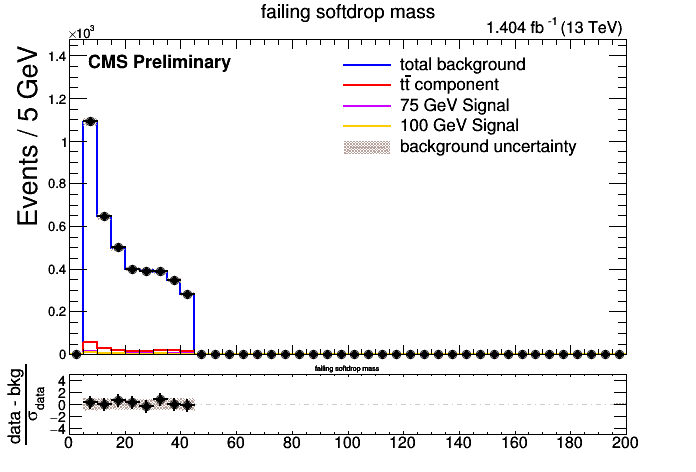 failing softdrop mass
×10³
1.404 fb⁻¹ (13 TeV)
CMS Preliminary
Events / 5 GeV
total background
tt̅ component
75 GeV Signal
100 GeV Signal
background uncertainty
1.4
1.2
1
0.8
0.6
0.4
0.2
0
failing softdrop mass
data - bkg
σ data
4
2
0
−2
−4
0 20 40 60 80 100 120 140 160 180 200